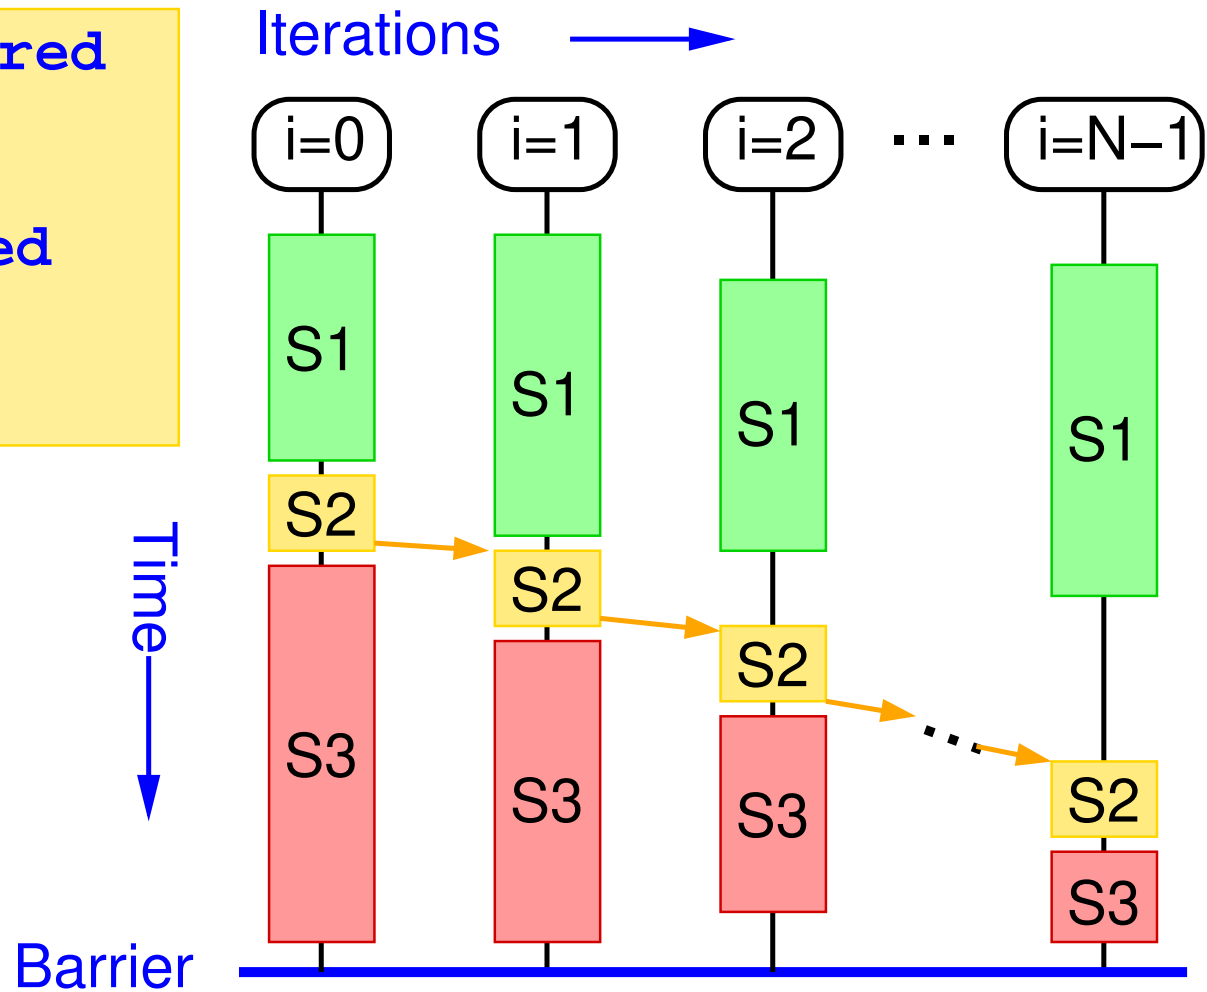 red
ed
Iterations
i=0 i=1 i=2 ... i=N−1
S1 S1 S1 S1
S2 S2 S2 S2
S3 S3 S3 S3
Time
Barrier